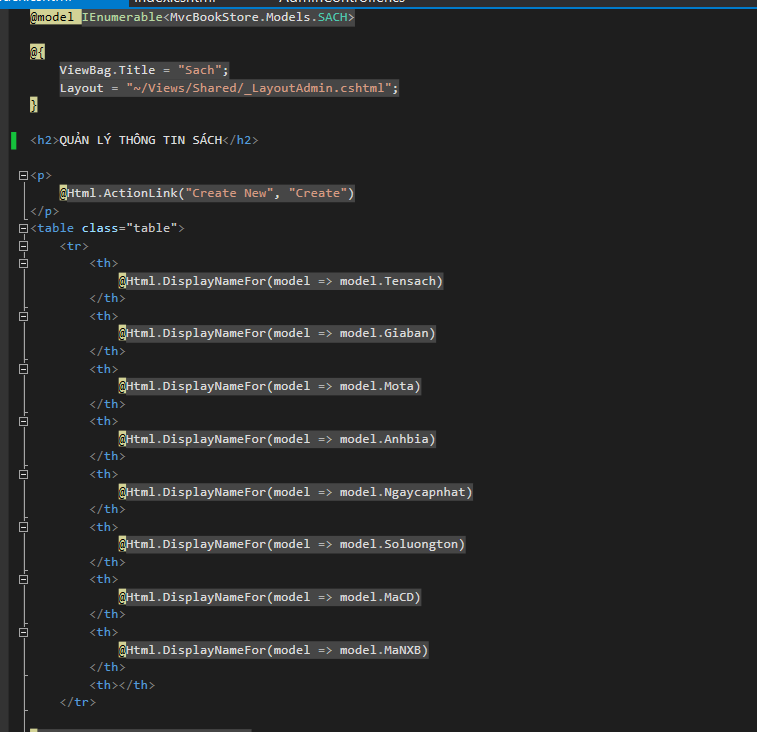 @model IEnumerable<MvcBookStore.Models.SACH>
@{
ViewBag.Title = "Sach";
Layout = "~/Views/Shared/_LayoutAdmin.cshtml";
}
<h2>QUẢN LÝ THÔNG TIN SÁCH</h2>
<p>
@Html.ActionLink("Create New", "Create")
</p>
<table class="table">
<tr>
<th>
@Html.DisplayNameFor(model => model.Tensach)
</th>
<th>
@Html.DisplayNameFor(model => model.Giaban)
</th>
<th>
@Html.DisplayNameFor(model => model.Mota)
</th>
<th>
@Html.DisplayNameFor(model => model.Anhbia)
</th>
<th>
@Html.DisplayNameFor(model => model.Ngaycapnhat)
</th>
<th>
@Html.DisplayNameFor(model => model.Soluongton)
</th>
<th>
@Html.DisplayNameFor(model => model.MaCD)
</th>
<th>
@Html.DisplayNameFor(model => model.MaNXB)
</th>
<th></th>
</tr>